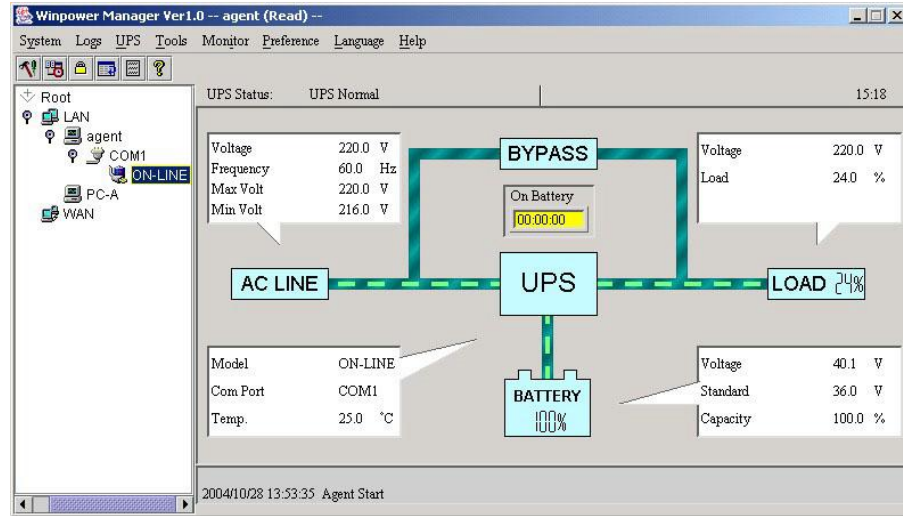 Winpower Manager Ver1.0 -- agent (Read) --
System Logs UPS Tools Monitor Preference Language Help
Root
LAN
agent
COM1
ON-LINE
PC-A
WAN
UPS Status: UPS Normal 15:18
Voltage 220.0 V
Frequency 60.0 Hz
Max Volt 220.0 V
Min Volt 216.0 V
BYPASS
On Battery
00:00:00
Voltage 220.0 V
Load 24.0 %
AC LINE
UPS
LOAD 24%
Model ON-LINE
Com Port COM1
Temp. 25.0 °C
BATTERY
100%
Voltage 40.1 V
Standard 36.0 V
Capacity 100.0 %
2004/10/28 13:53:35 Agent Start